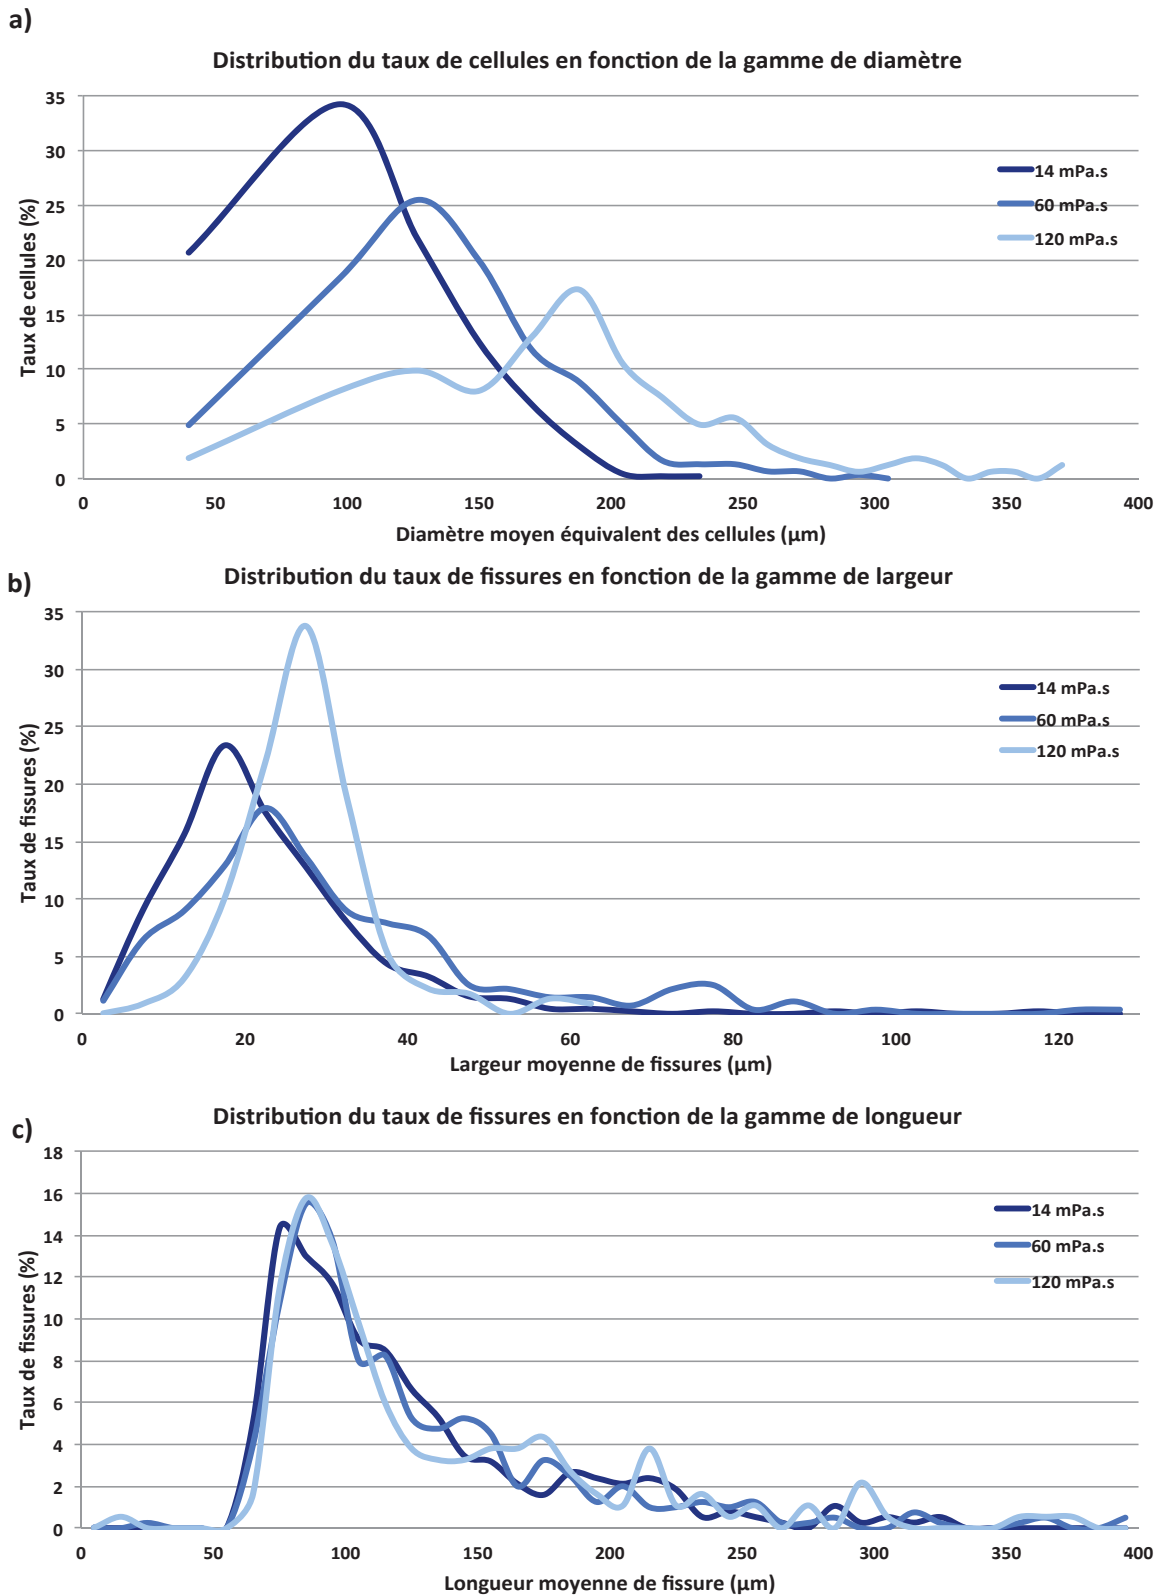 a)
Distribution du taux de cellules en fonction de la gamme de diamètre
Taux de cellules (%)
35
30
25
20
15
10
5
0
14 mPa.s
60 mPa.s
120 mPa.s
0 50 100 150 200 250 300 350 400
Diamètre moyen équivalent des cellules (µm)
b)
Distribution du taux de fissures en fonction de la gamme de largeur
Taux de fissures (%)
35
30
25
20
15
10
5
0
14 mPa.s
60 mPa.s
120 mPa.s
0 20 40 60 80 100 120
Largeur moyenne de fissures (µm)
c)
Distribution du taux de fissures en fonction de la gamme de longueur
Taux de fissures (%)
18
16
14
12
10
8
6
4
2
0
14 mPa.s
60 mPa.s
120 mPa.s
0 50 100 150 200 250 300 350 400
Longueur moyenne de fissure (µm)